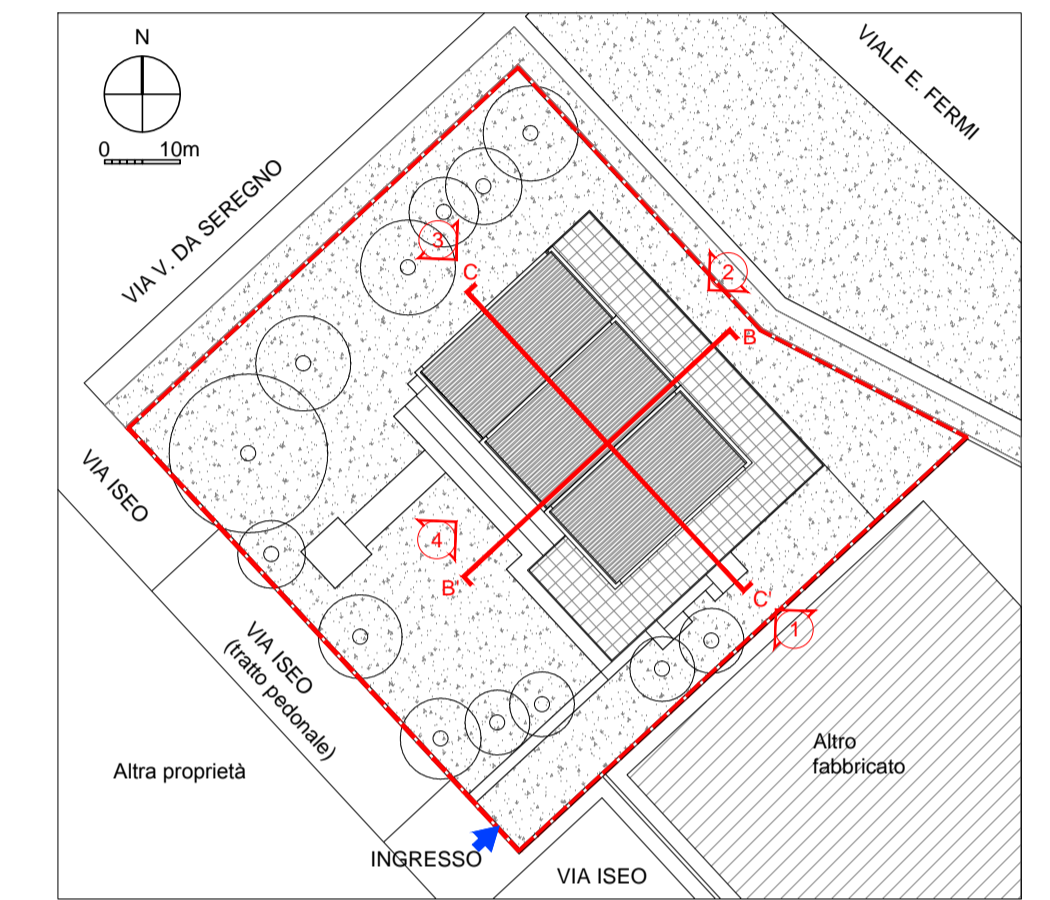 N
0 10m
VIALE E. FERMI
VIA V. DA SEREGNO
3
C
2
B
VIA ISEO
4
B'
C'
1
VIA ISEO
(tratto pedonale)
Altra proprietà
Altro
fabbricato
INGRESSO
VIA ISEO